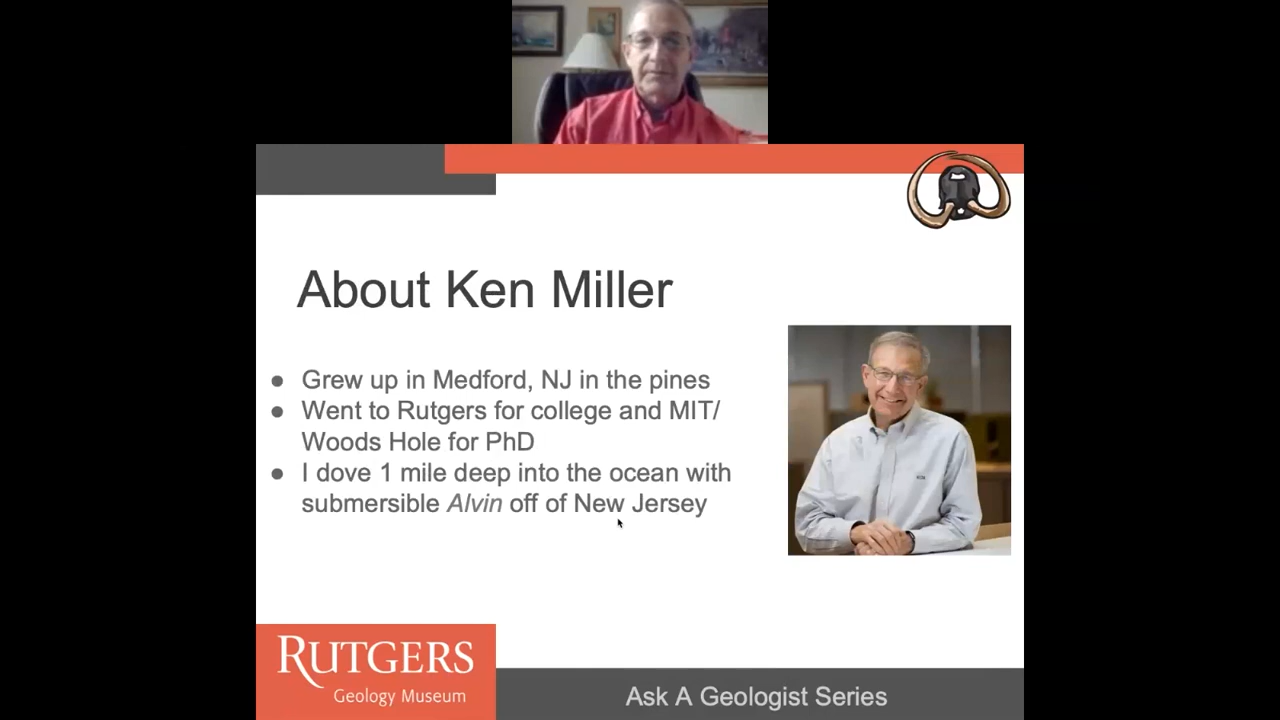 About Ken Miller
● Grew up in Medford, NJ in the pines
● Went to Rutgers for college and MIT/
Woods Hole for PhD
● I dove 1 mile deep into the ocean with
submersible Alvin off of New Jersey
RUTGERS
Geology Museum
Ask A Geologist Series